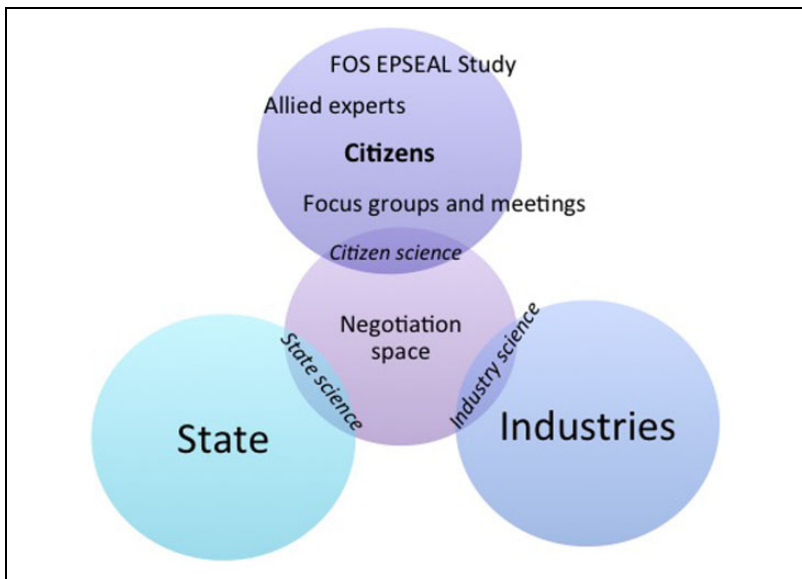 FOS EPSEAL Study
Allied experts
Citizens
Focus groups and meetings
Citizen science
Negotiation
space
State science
Industry science
State
Industries